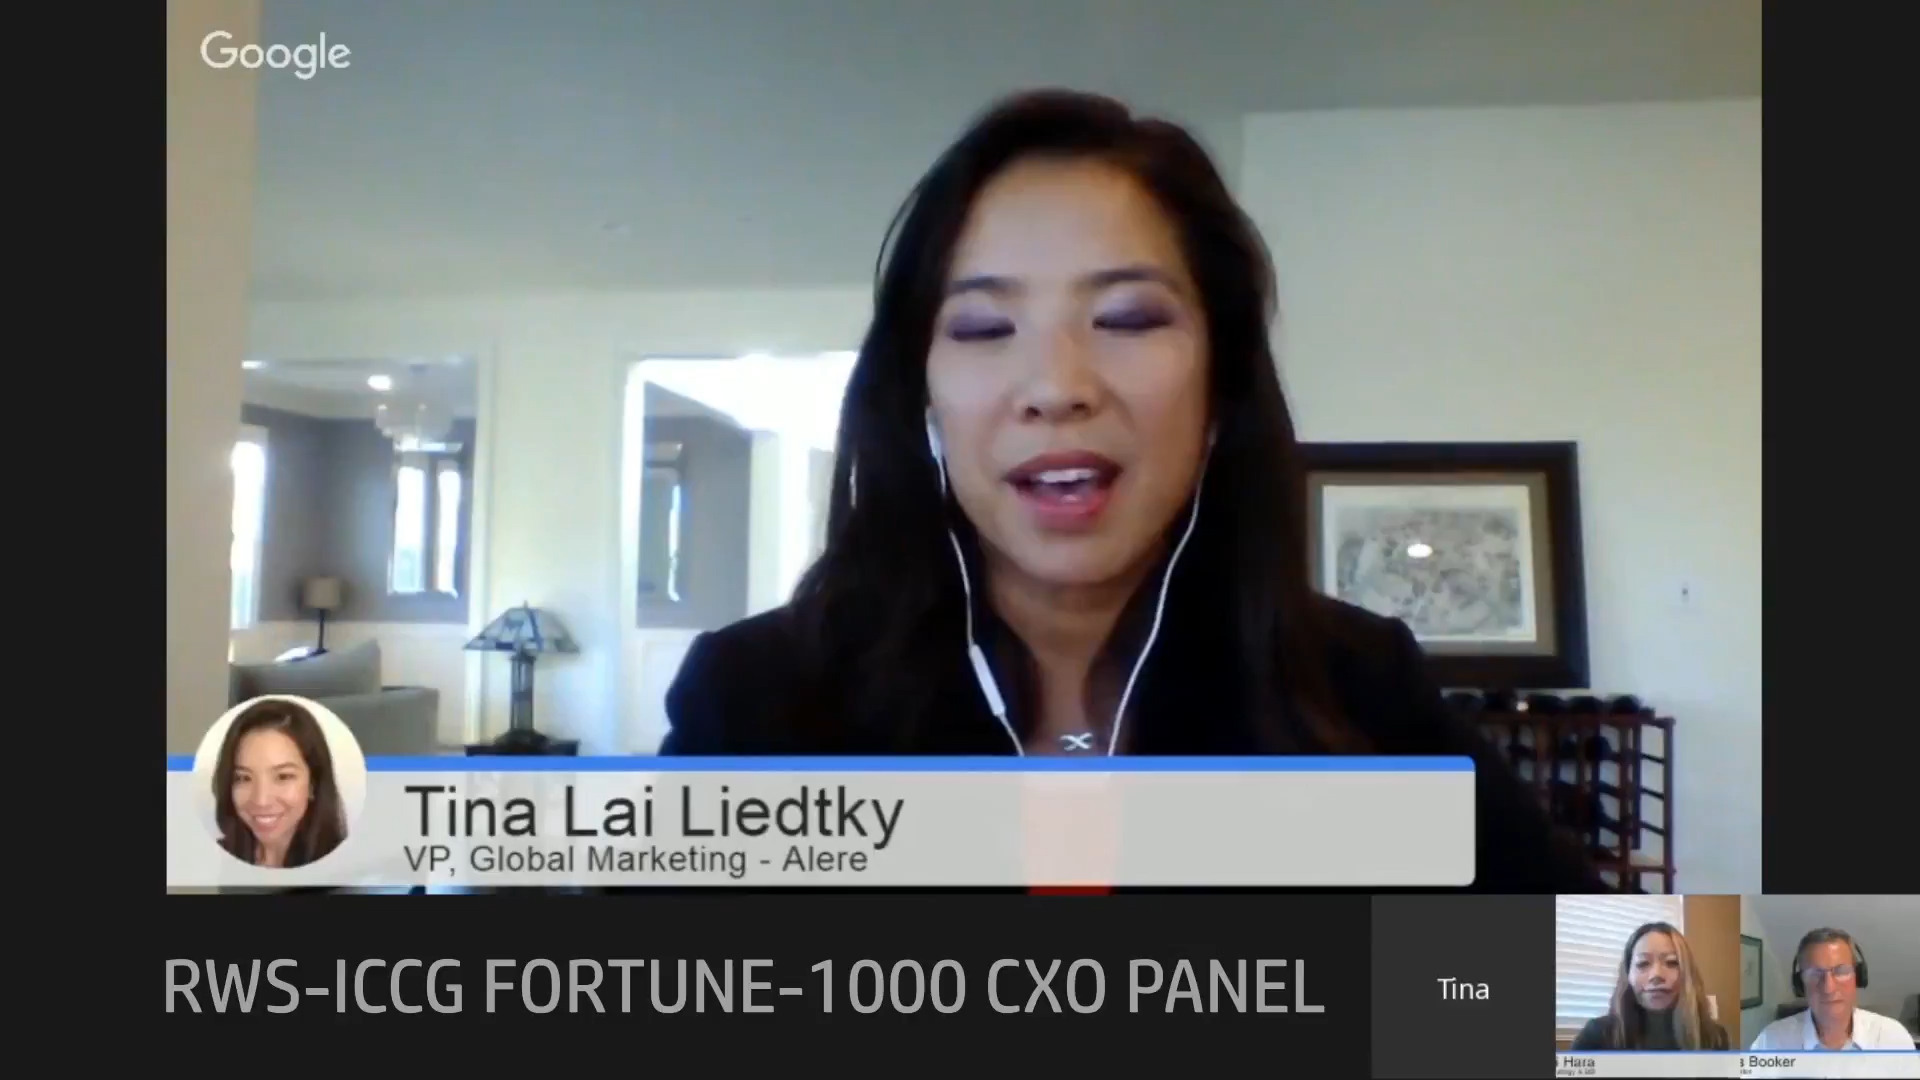 Google
Tina Lai Liedtky
VP, Global Marketing - Alere
RWS-ICCG FORTUNE-1000 CXO PANEL
Tina
Hara
Booker